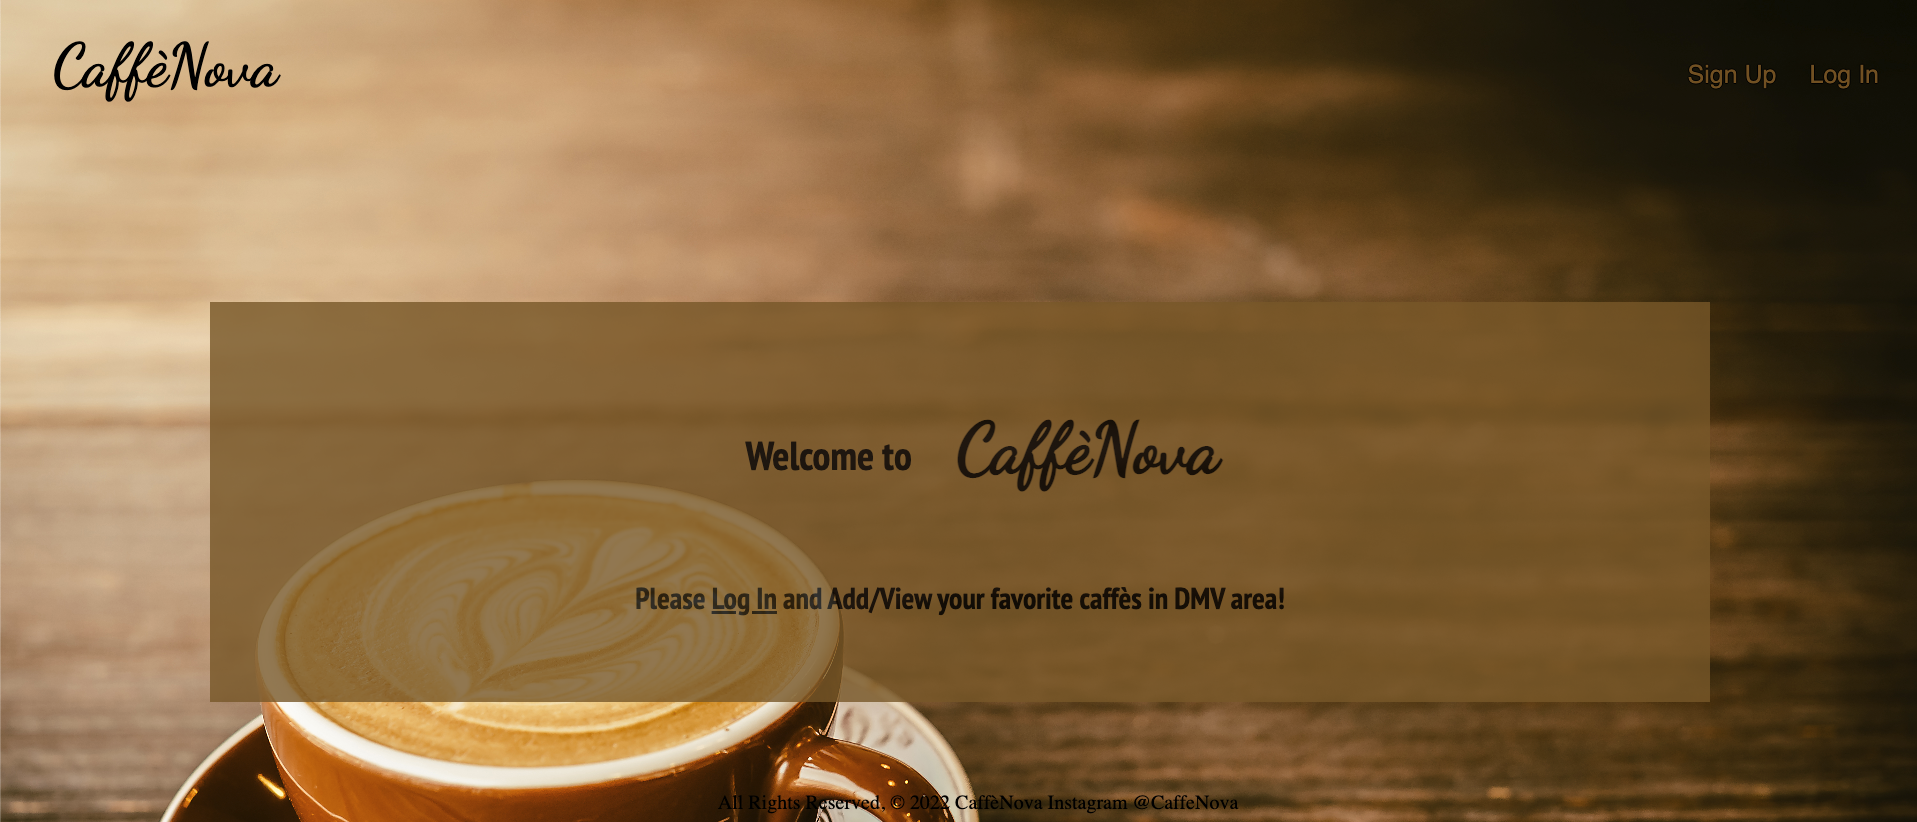 CaffèNova
Sign Up Log In
Welcome to CaffèNova
Please Log In and Add/View your favorite caffès in DMV area!
All Rights Reserved, © 2022 CaffèNova Instagram @CaffeNova